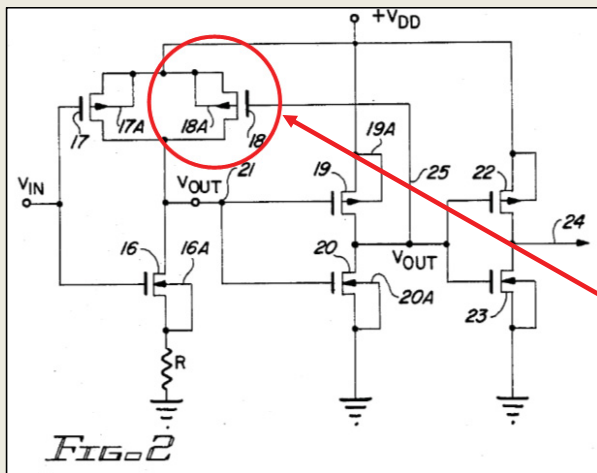 +VDD
17
17A
18A
18
19A
25
22
VIN
VOUT
21
19
24
16
16A
20
VOUT
20A
23
R
FIG. 2